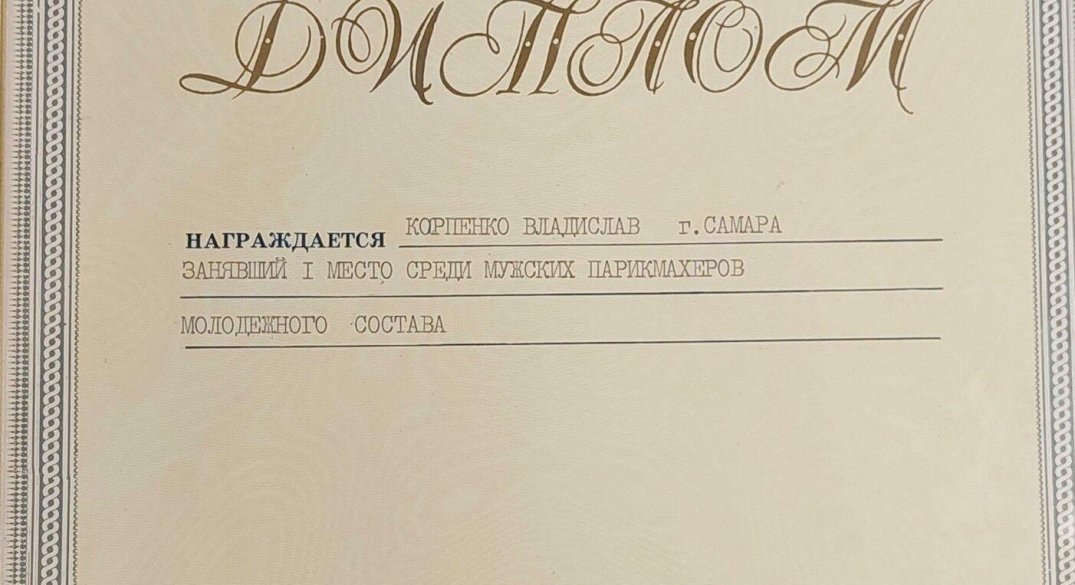 ДИПЛОМ
НАГРАЖДАЕТСЯ КОРПЕНКО ВЛАДИСЛАВ г.САМАРА
ЗАНЯВШИЙ I МЕСТО СРЕДИ МУЖСКИХ ПАРИКМАХЕРОВ
МОЛОДЕЖНОГО СОСТАВА